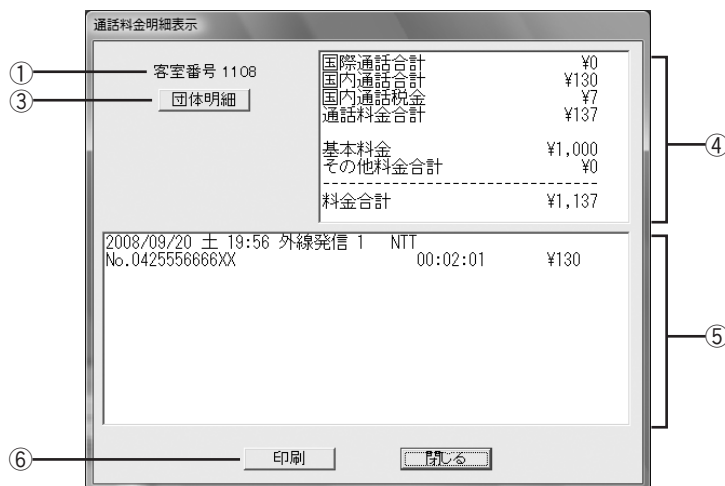 通話料金明細表示
① 客室番号 1108
③ 団体明細
国際通話合計 ¥0
国内通話合計 ¥130
国内通話税金 ¥7
通話料金合計 ¥137
基本料金 ¥1,000
その他料金合計 ¥0
料金合計 ¥1,137
④
2008/09/20 土 19:56 外線発信 1 NTT
No.0425556666XX 00:02:01 ¥130
⑤
⑥ 印刷 閉じる